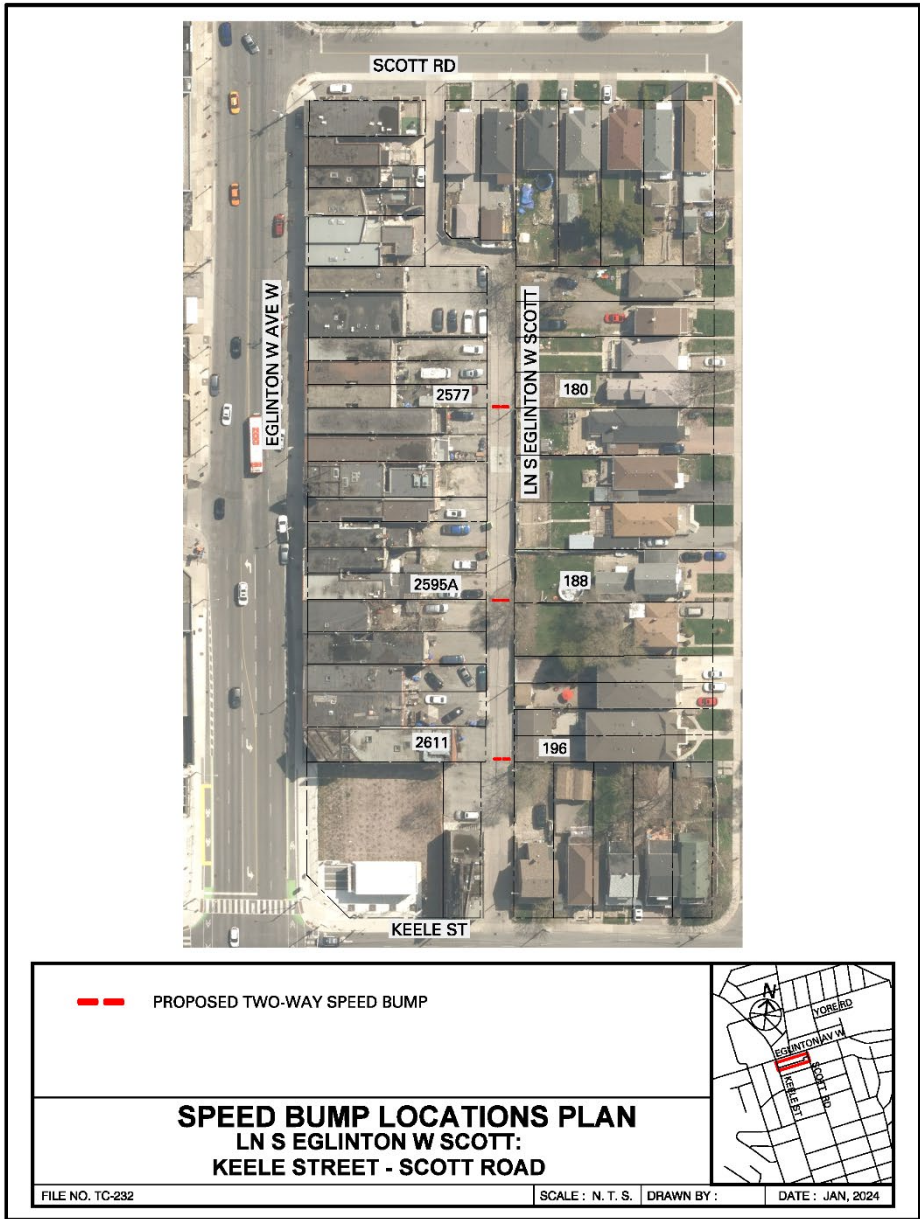 SCOTT RD
EGLINTON W AVE W
LN S EGLINTON W SCOTT
2577
180
2595A
188
2611
196
KEELE ST
PROPOSED TWO-WAY SPEED BUMP
N
YORE RD
EGLINTON AV W
SCOTT RD
KEELE ST
SPEED BUMP LOCATIONS PLAN
LN S EGLINTON W SCOTT:
KEELE STREET - SCOTT ROAD
FILE NO. TC-232
SCALE : N. T. S.
DRAWN BY :
DATE : JAN, 2024